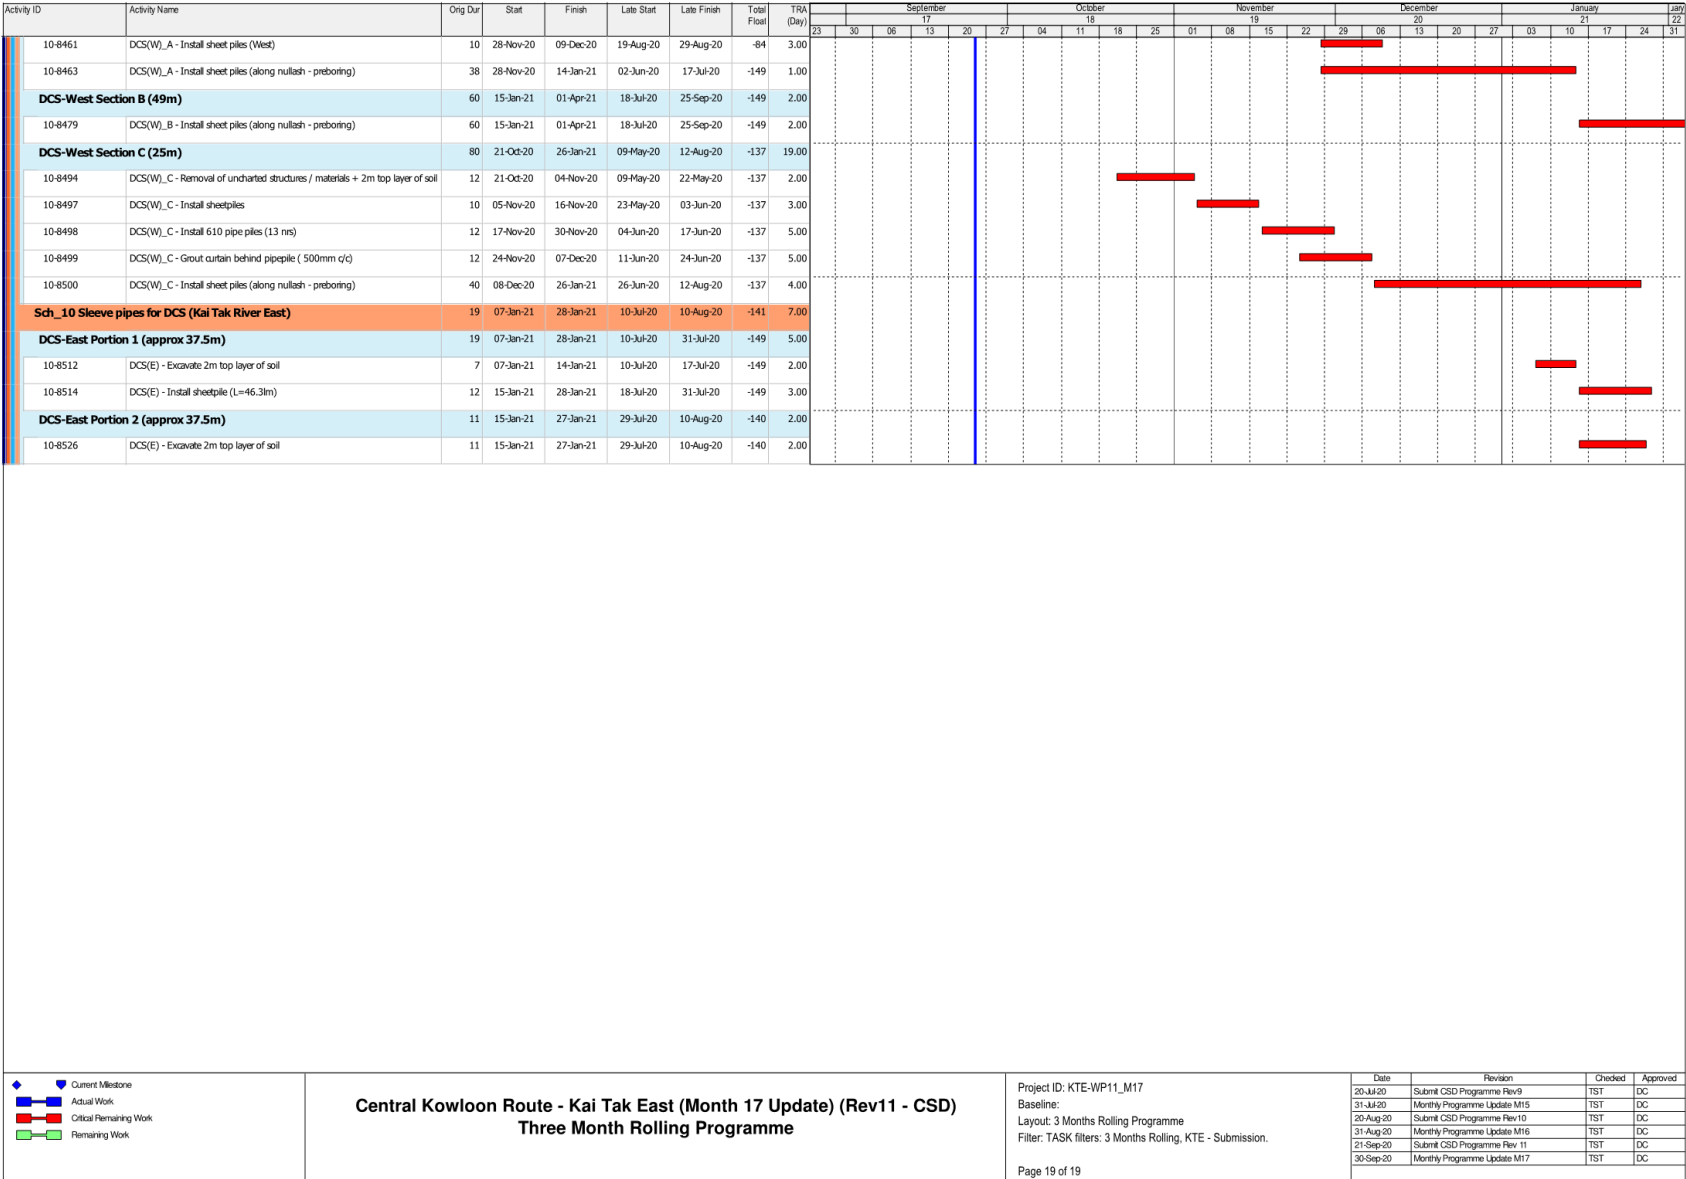 Activity ID Activity Name Orig Dur Start Finish Late Start Late Finish Total Float TRA (Day)
September October November December January uary
17 18 19 20 21 22
23 30 06 13 20 27 04 11 18 25 01 08 15 22 29 06 13 20 27 03 10 17 24 31
10-8461 DCS(W)_A - Install sheet piles (West) 10 28-Nov-20 09-Dec-20 19-Aug-20 29-Aug-20 -84 3.00
10-8463 DCS(W)_A - Install sheet piles (along nullash - preboring) 38 28-Nov-20 14-Jan-21 02-Jun-20 17-Jul-20 -149 1.00
DCS-West Section B (49m) 60 15-Jan-21 01-Apr-21 18-Jul-20 25-Sep-20 -149 2.00
10-8479 DCS(W)_B - Install sheet piles (along nullash - preboring) 60 15-Jan-21 01-Apr-21 18-Jul-20 25-Sep-20 -149 2.00
DCS-West Section C (25m) 80 21-Oct-20 26-Jan-21 09-May-20 12-Aug-20 -137 19.00
10-8494 DCS(W)_C - Removal of uncharted structures / materials + 2m top layer of soil 12 21-Oct-20 04-Nov-20 09-May-20 22-May-20 -137 2.00
10-8497 DCS(W)_C - Install sheetpiles 10 05-Nov-20 16-Nov-20 23-May-20 03-Jun-20 -137 3.00
10-8498 DCS(W)_C - Install 610 pipe piles (13 nrs) 12 17-Nov-20 30-Nov-20 04-Jun-20 17-Jun-20 -137 5.00
10-8499 DCS(W)_C - Grout curtain behind pipepile ( 500mm c/c) 12 24-Nov-20 07-Dec-20 11-Jun-20 24-Jun-20 -137 5.00
10-8500 DCS(W)_C - Install sheet piles (along nullash - preboring) 40 08-Dec-20 26-Jan-21 26-Jun-20 12-Aug-20 -137 4.00
Sch_10 Sleeve pipes for DCS (Kai Tak River East) 19 07-Jan-21 28-Jan-21 10-Jul-20 10-Aug-20 -141 7.00
DCS-East Portion 1 (approx 37.5m) 19 07-Jan-21 28-Jan-21 10-Jul-20 31-Jul-20 -149 5.00
10-8512 DCS(E) - Excavate 2m top layer of soil 7 07-Jan-21 14-Jan-21 10-Jul-20 17-Jul-20 -149 2.00
10-8514 DCS(E) - Install sheetpile (L=46.3lm) 12 15-Jan-21 28-Jan-21 18-Jul-20 31-Jul-20 -149 3.00
DCS-East Portion 2 (approx 37.5m) 11 15-Jan-21 27-Jan-21 29-Jul-20 10-Aug-20 -140 2.00
10-8526 DCS(E) - Excavate 2m top layer of soil 11 15-Jan-21 27-Jan-21 29-Jul-20 10-Aug-20 -140 2.00
Current Milestone
Actual Work
Critical Remaining Work
Remaining Work
Central Kowloon Route - Kai Tak East (Month 17 Update) (Rev11 - CSD)
Three Month Rolling Programme
Project ID: KTE-WP11_M17
Baseline:
Layout: 3 Months Rolling Programme
Filter: TASK filters: 3 Months Rolling, KTE - Submission.
Page 19 of 19
Date Revision Checked Approved
20-Jul-20 Submit CSD Programme Rev9 TST DC
31-Jul-20 Monthly Programme Update M15 TST DC
20-Aug-20 Submit CSD Programme Rev10 TST DC
31-Aug-20 Monthly Programme Update M16 TST DC
21-Sep-20 Submit CSD Programme Rev 11 TST DC
30-Sep-20 Monthly Programme Update M17 TST DC